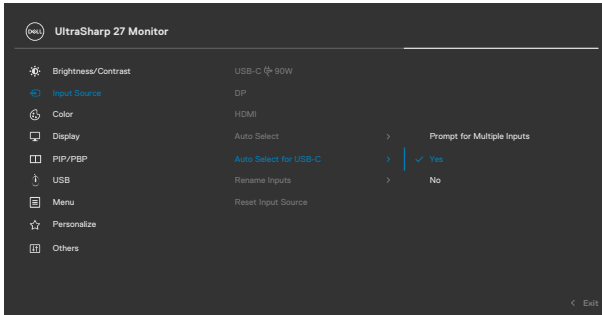 DELL UltraSharp 27 Monitor
Brightness/Contrast
Input Source
Color
Display
PIP/PBP
USB
Menu
Personalize
Others
USB-C 90W
DP
HDMI
Auto Select
Auto Select for USB-C
Rename Inputs
Reset Input Source
Prompt for Multiple Inputs
Yes
No
Exit